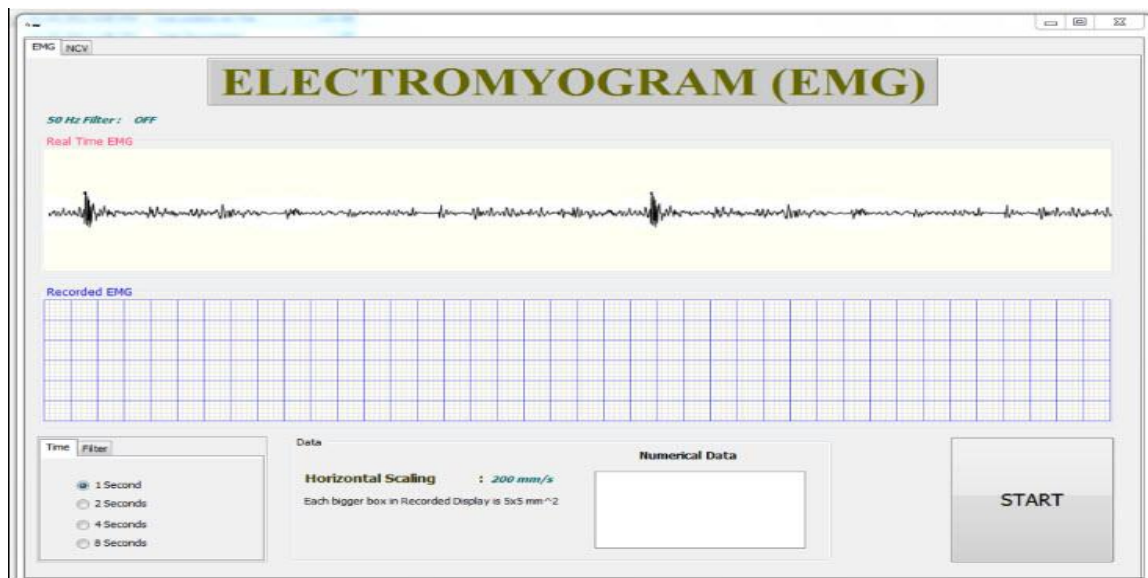 EMG NCV
ELECTROMYOGRAM (EMG)
50 Hz Filter : OFF
Real Time EMG
Recorded EMG
Time Filter
1 Second
2 Seconds
4 Seconds
8 Seconds
Data
Horizontal Scaling : 200 mm/s
Each bigger box in Recorded Display is 5x5 mm^2
Numerical Data
START